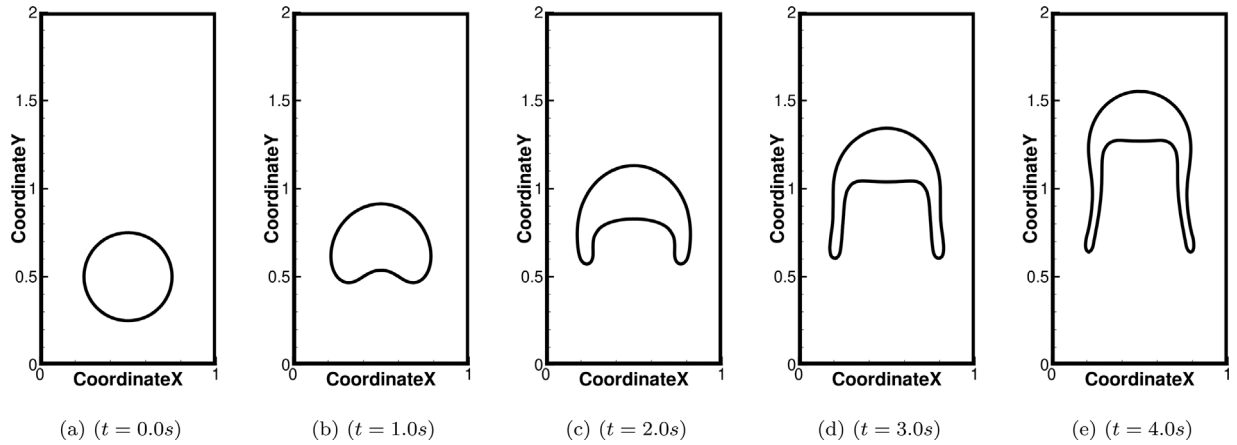 2
1.5
1
0.5
0
0
1
CoordinateY
CoordinateX
(a) (t = 0.0s)
2
1.5
1
0.5
0
0
1
CoordinateY
CoordinateX
(b) (t = 1.0s)
2
1.5
1
0.5
0
0
1
CoordinateY
CoordinateX
(c) (t = 2.0s)
2
1.5
1
0.5
0
0
1
CoordinateY
CoordinateX
(d) (t = 3.0s)
2
1.5
1
0.5
0
0
1
CoordinateY
CoordinateX
(e) (t = 4.0s)